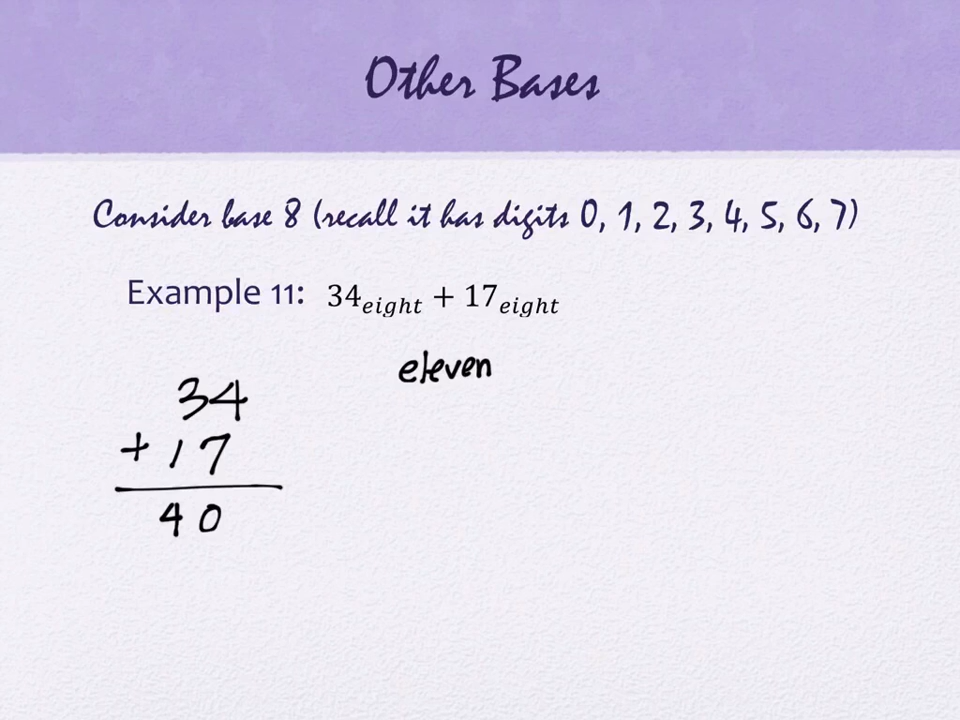 Other Bases
Consider base 8 (recall it has digits 0, 1, 2, 3, 4, 5, 6, 7)
Example 11: 34eight + 17eight
eleven
34
+ 17
40